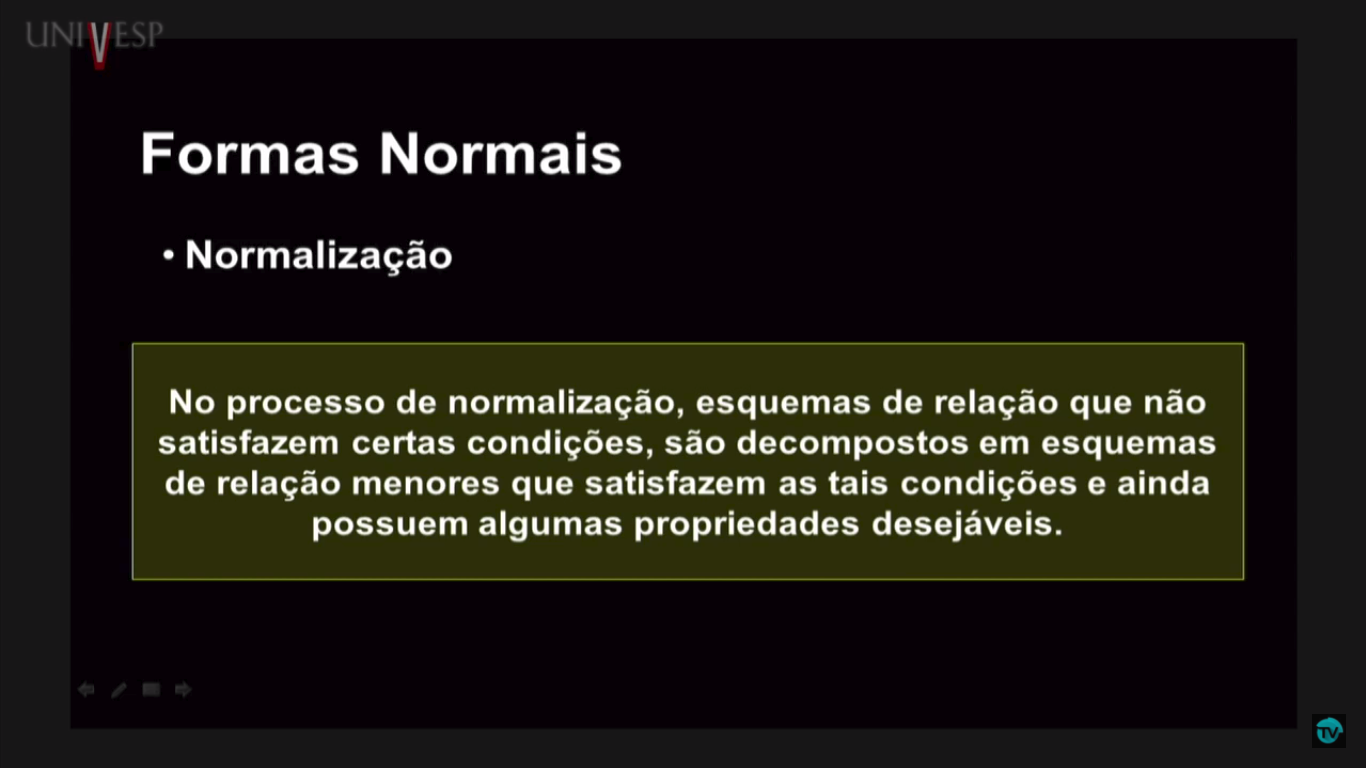 UNIVESP
Formas Normais
• Normalização
No processo de normalização, esquemas de relação que não
satisfazem certas condições, são decompostos em esquemas
de relação menores que satisfazem as tais condições e ainda
possuem algumas propriedades desejáveis.
TV